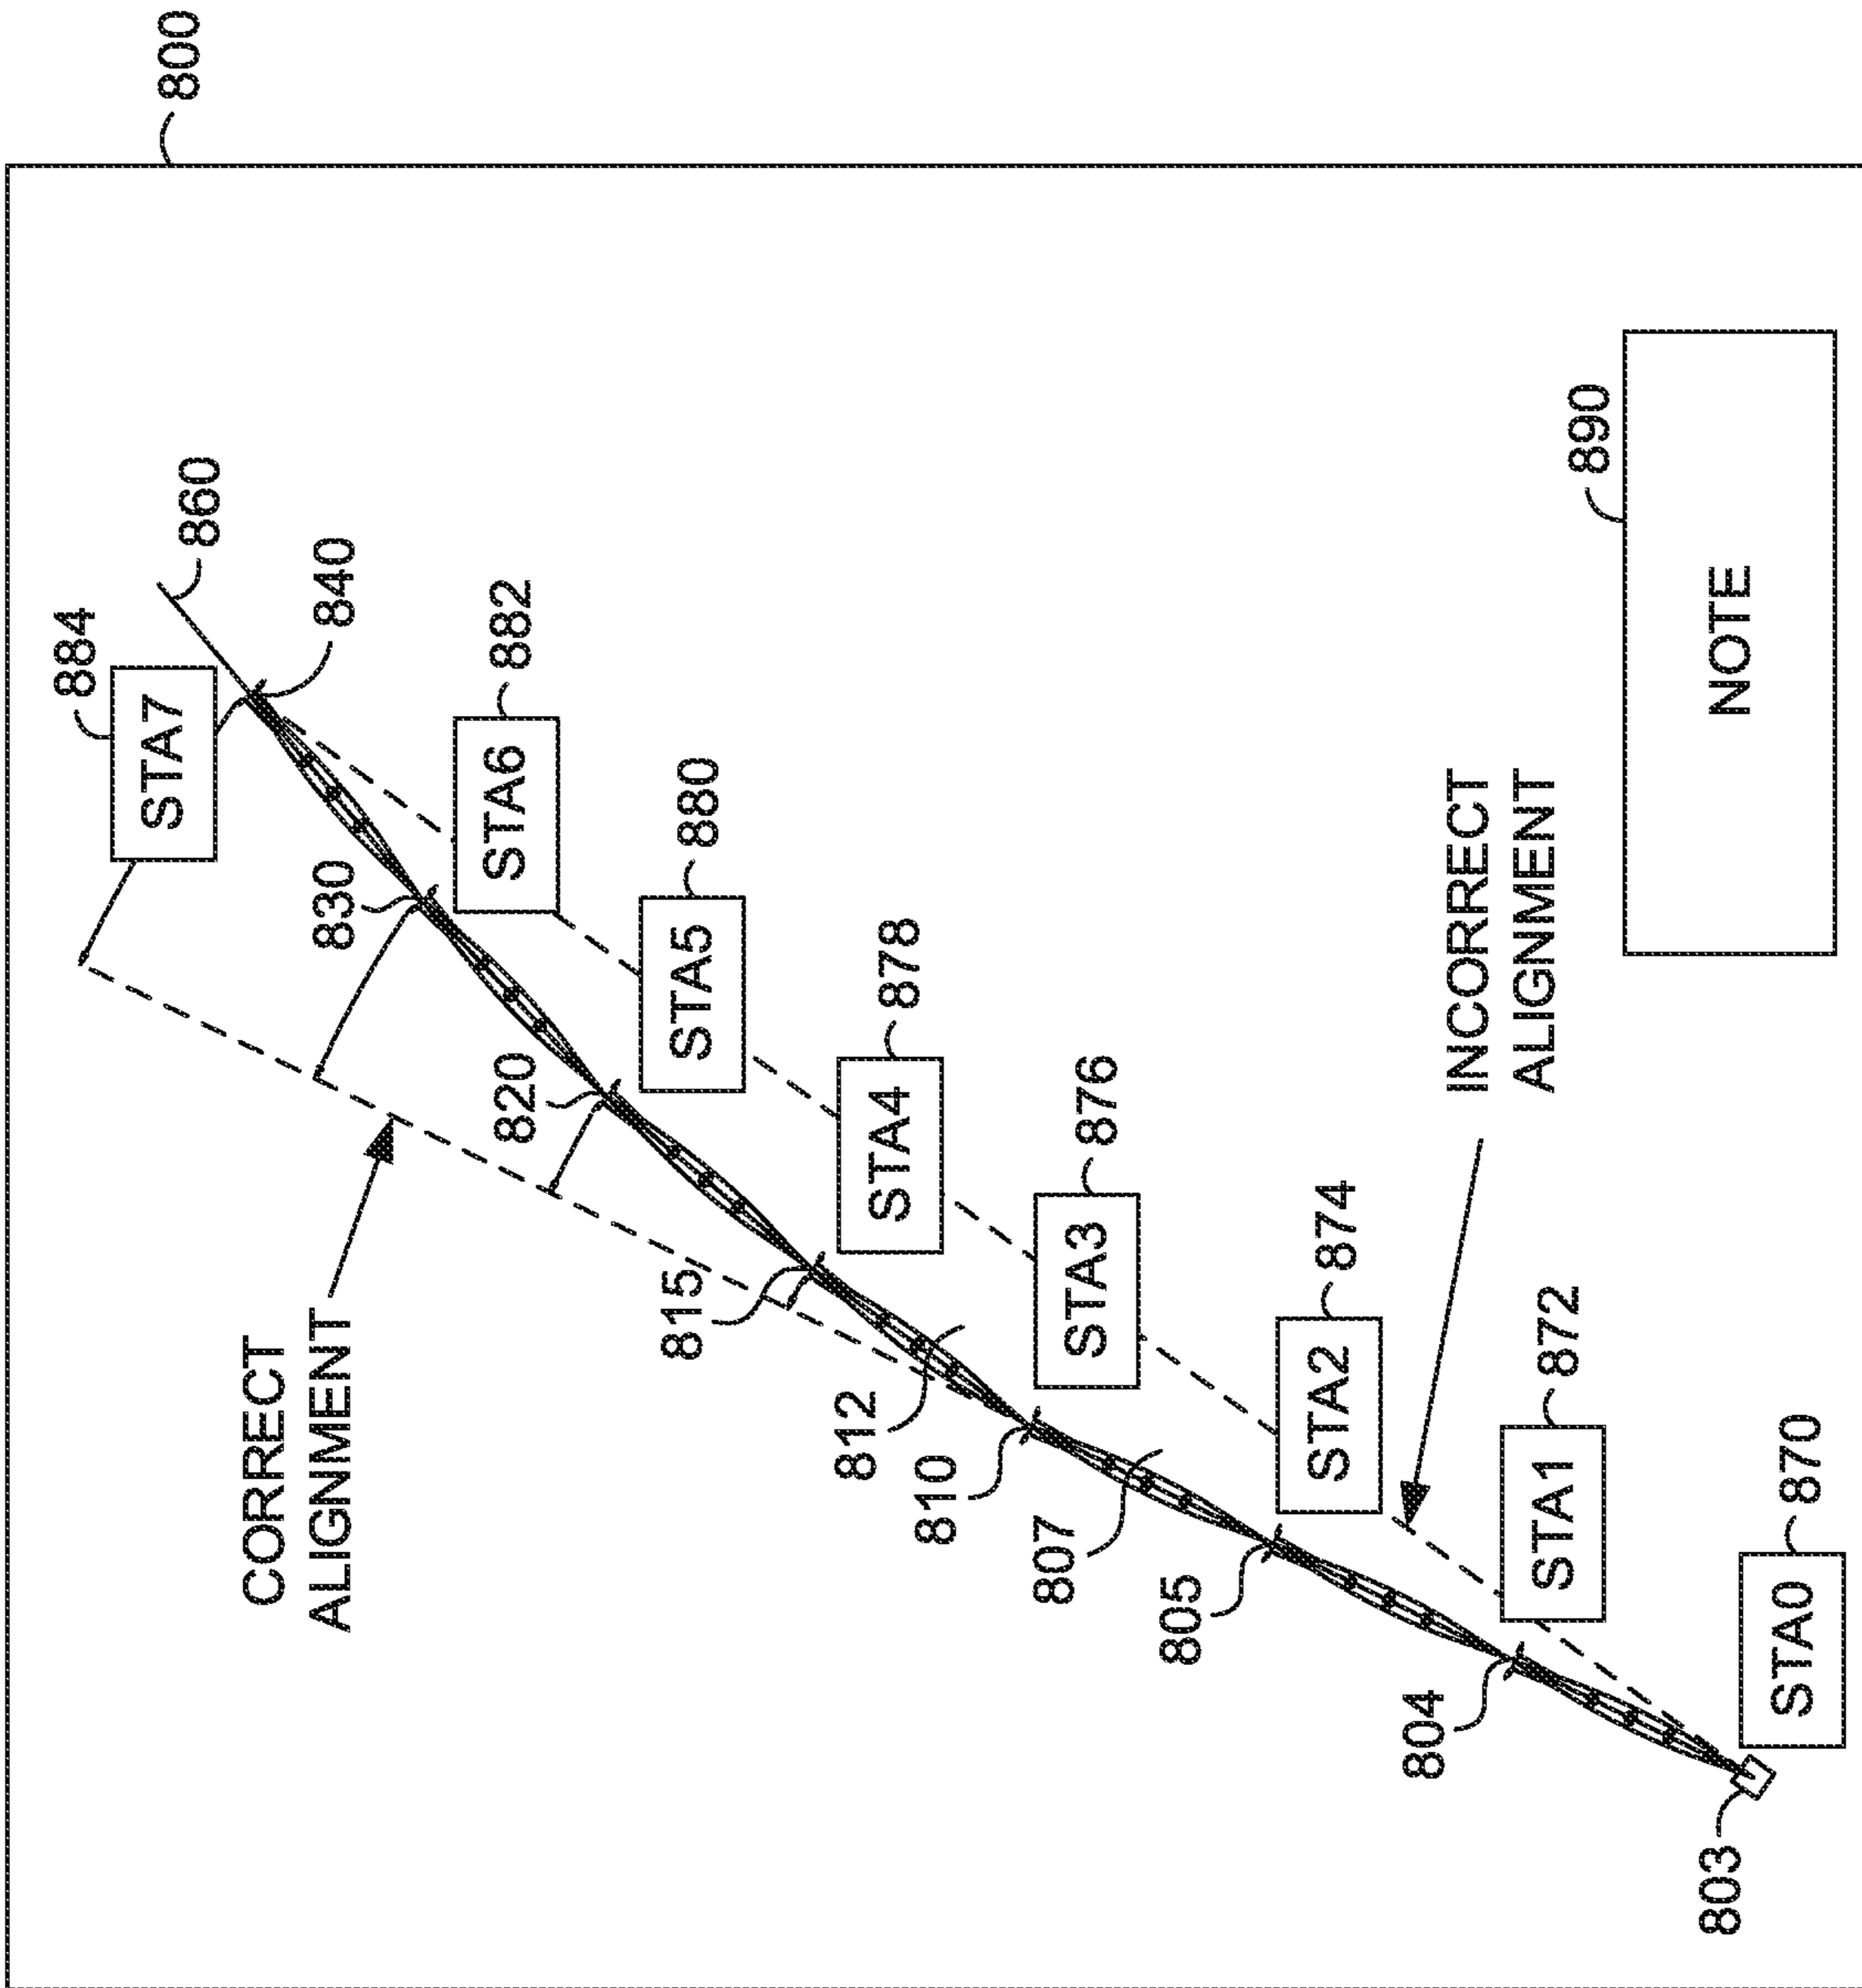 800
884
STA7
860
840
882
STA6
830
880
STA5
820
878
STA4
815
876
STA3
812
874
STA2
810
807
872
STA1
805
870
STA0
804
803
CORRECT
ALIGNMENT
INCORRECT
ALIGNMENT
890
NOTE